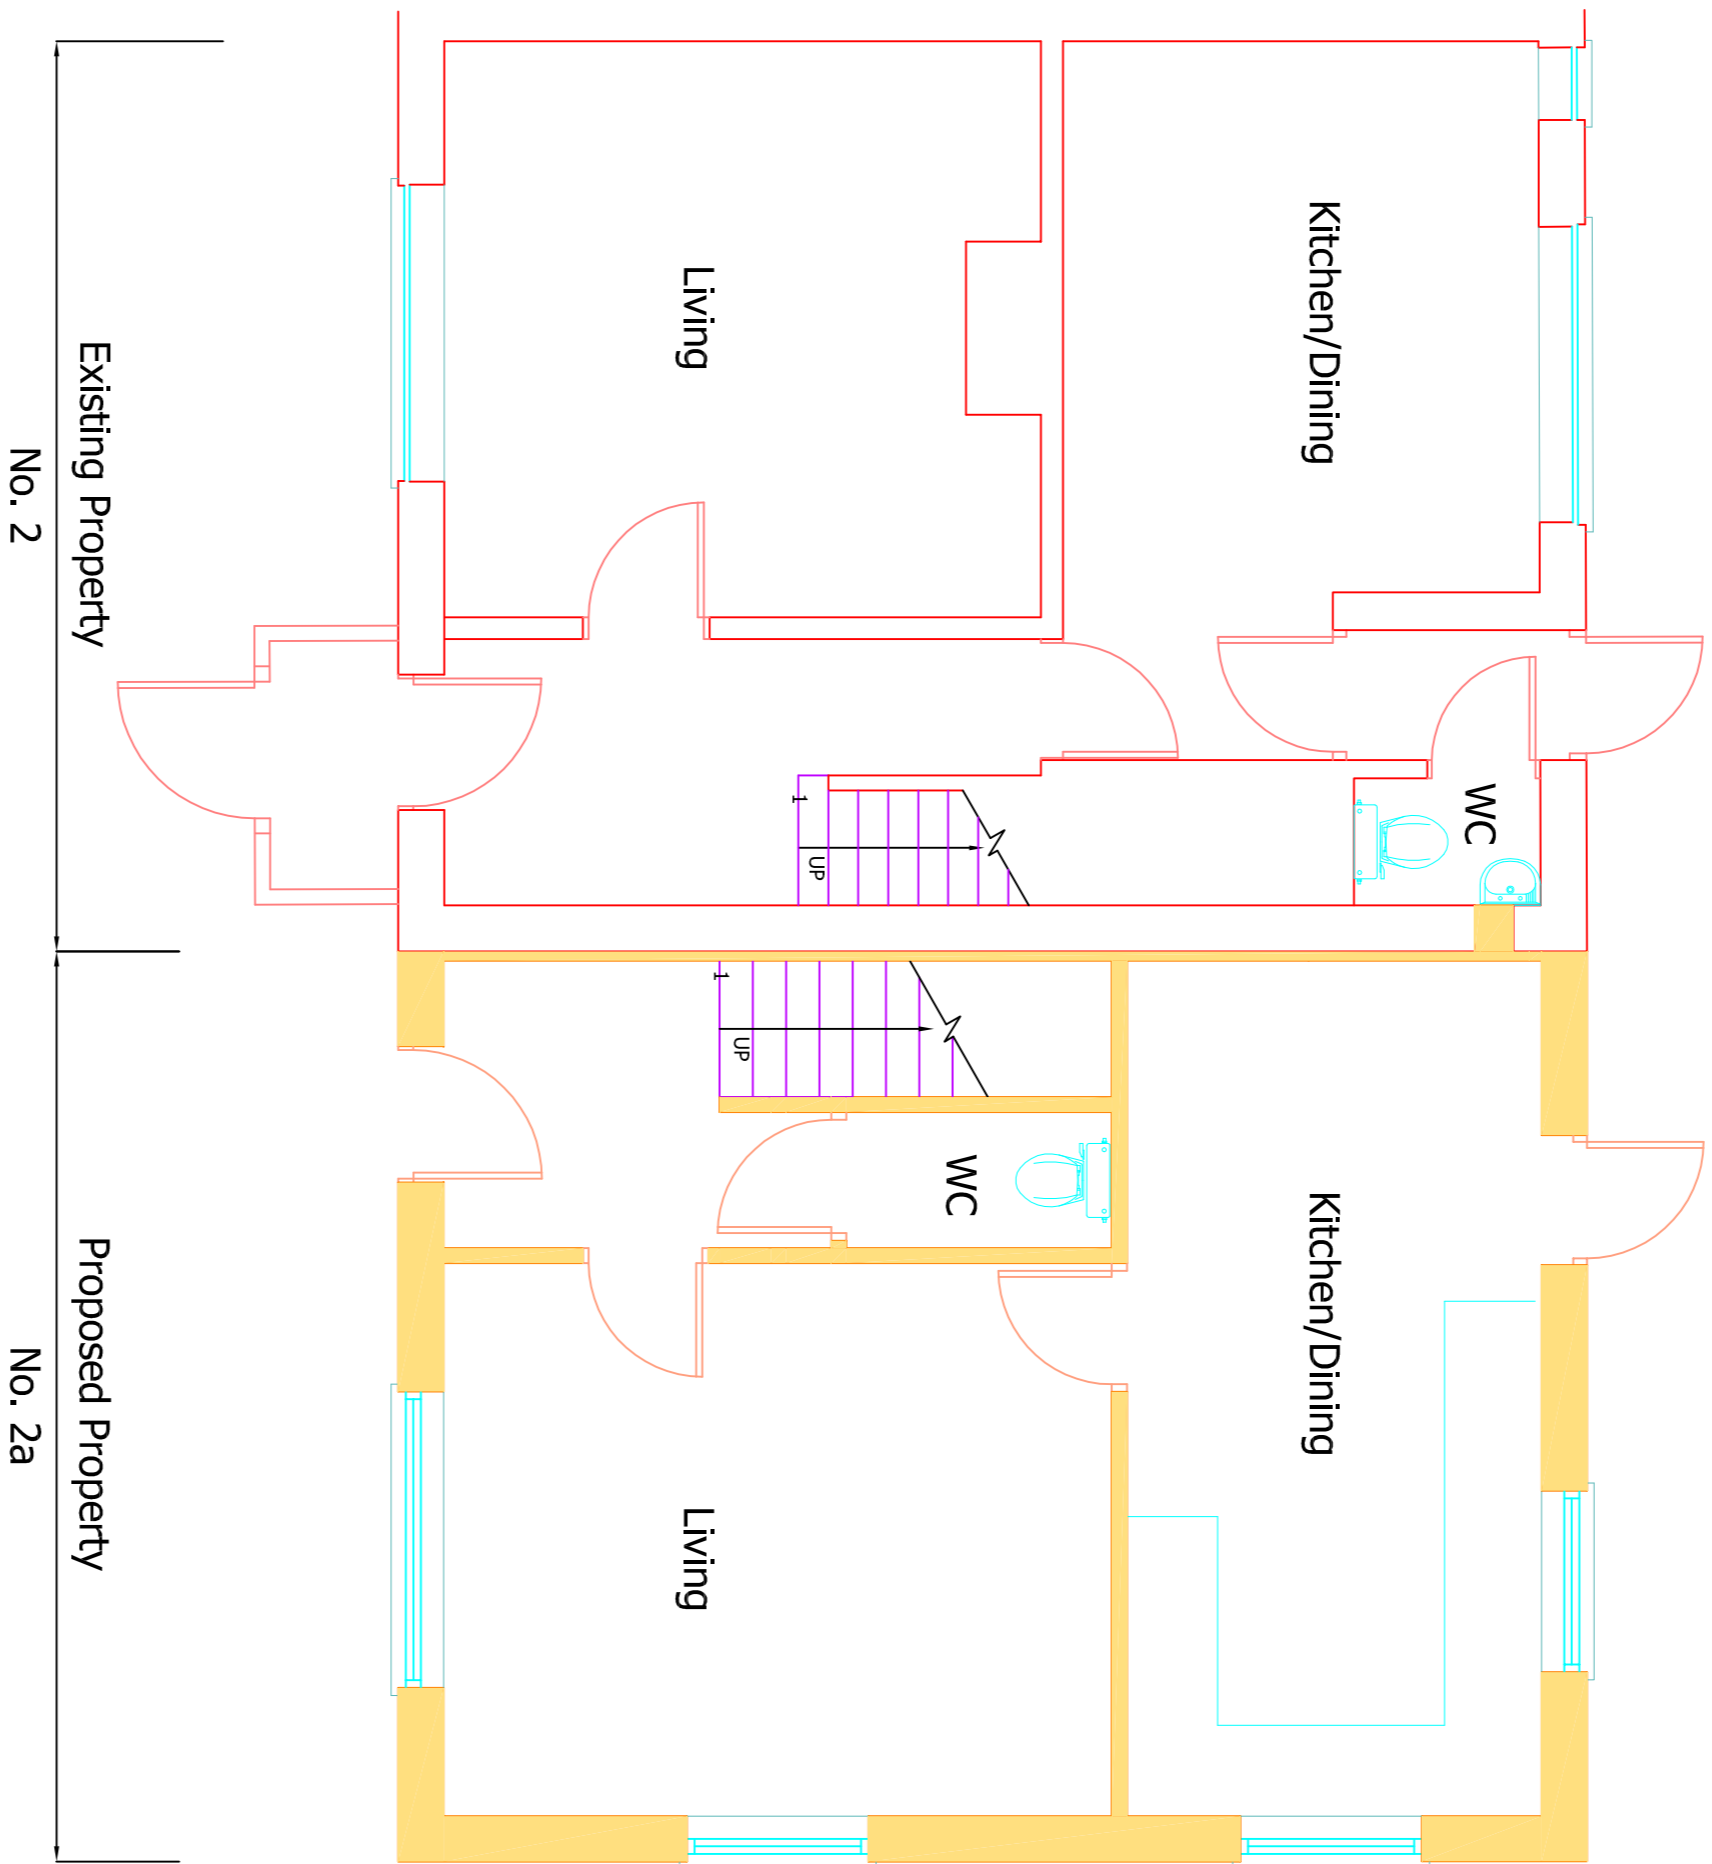 Kitchen/Dining
Living
WC
1
UP
Existing Property
No. 2
Kitchen/Dining
WC
1
UP
Living
Proposed Property
No. 2a